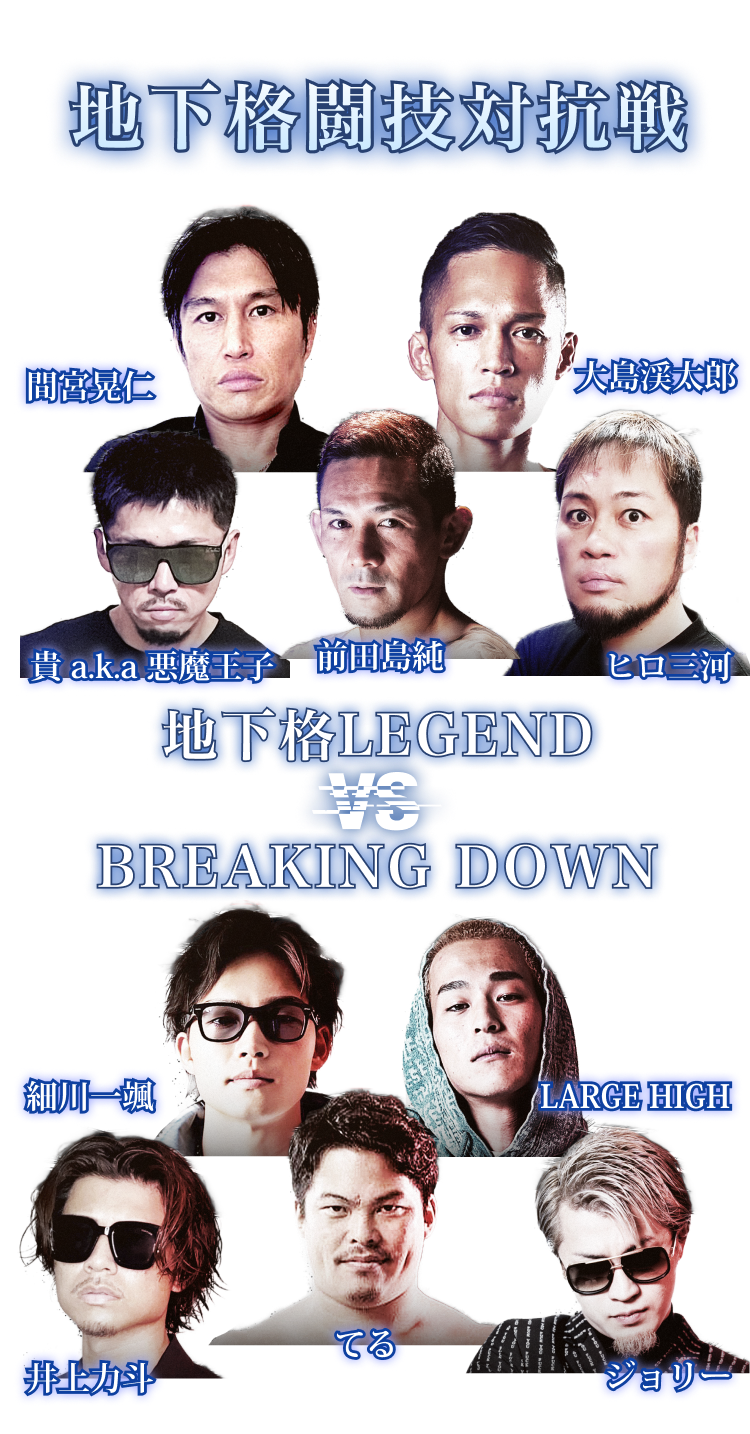 地下格闘技対抗戦
間宮晃仁
大島渓太郎
貴 a.k.a 悪魔王子
前田島純
ヒロ三河
地下格LEGEND
VS
BREAKING DOWN
細川一颯
LARGE HIGH
井上力斗
てる
ジョリー